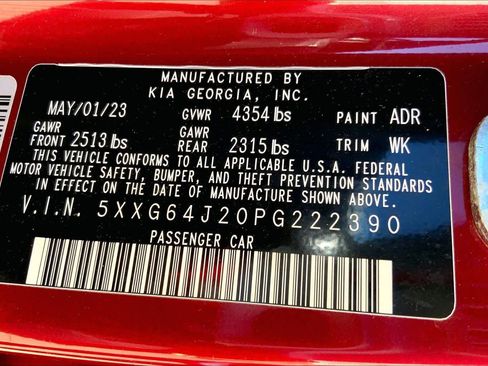 MANUFACTURED BY
KIA GEORGIA, INC.
MAY/01/23 GVWR 4354 lbs PAINT ADR
GAWR FRONT 2513 lbs GAWR REAR 2315 lbs TRIM WK
THIS VEHICLE CONFORMS TO ALL APPLICABLE U.S.A. FEDERAL
MOTOR VEHICLE SAFETY, BUMPER, AND THEFT PREVENTION STANDARDS
IN EFFECT ON THE DATE OF MANUFACTURE SHOWN ABOVE.
V.I.N. 5XXG64J20PG222390
PASSENGER CAR